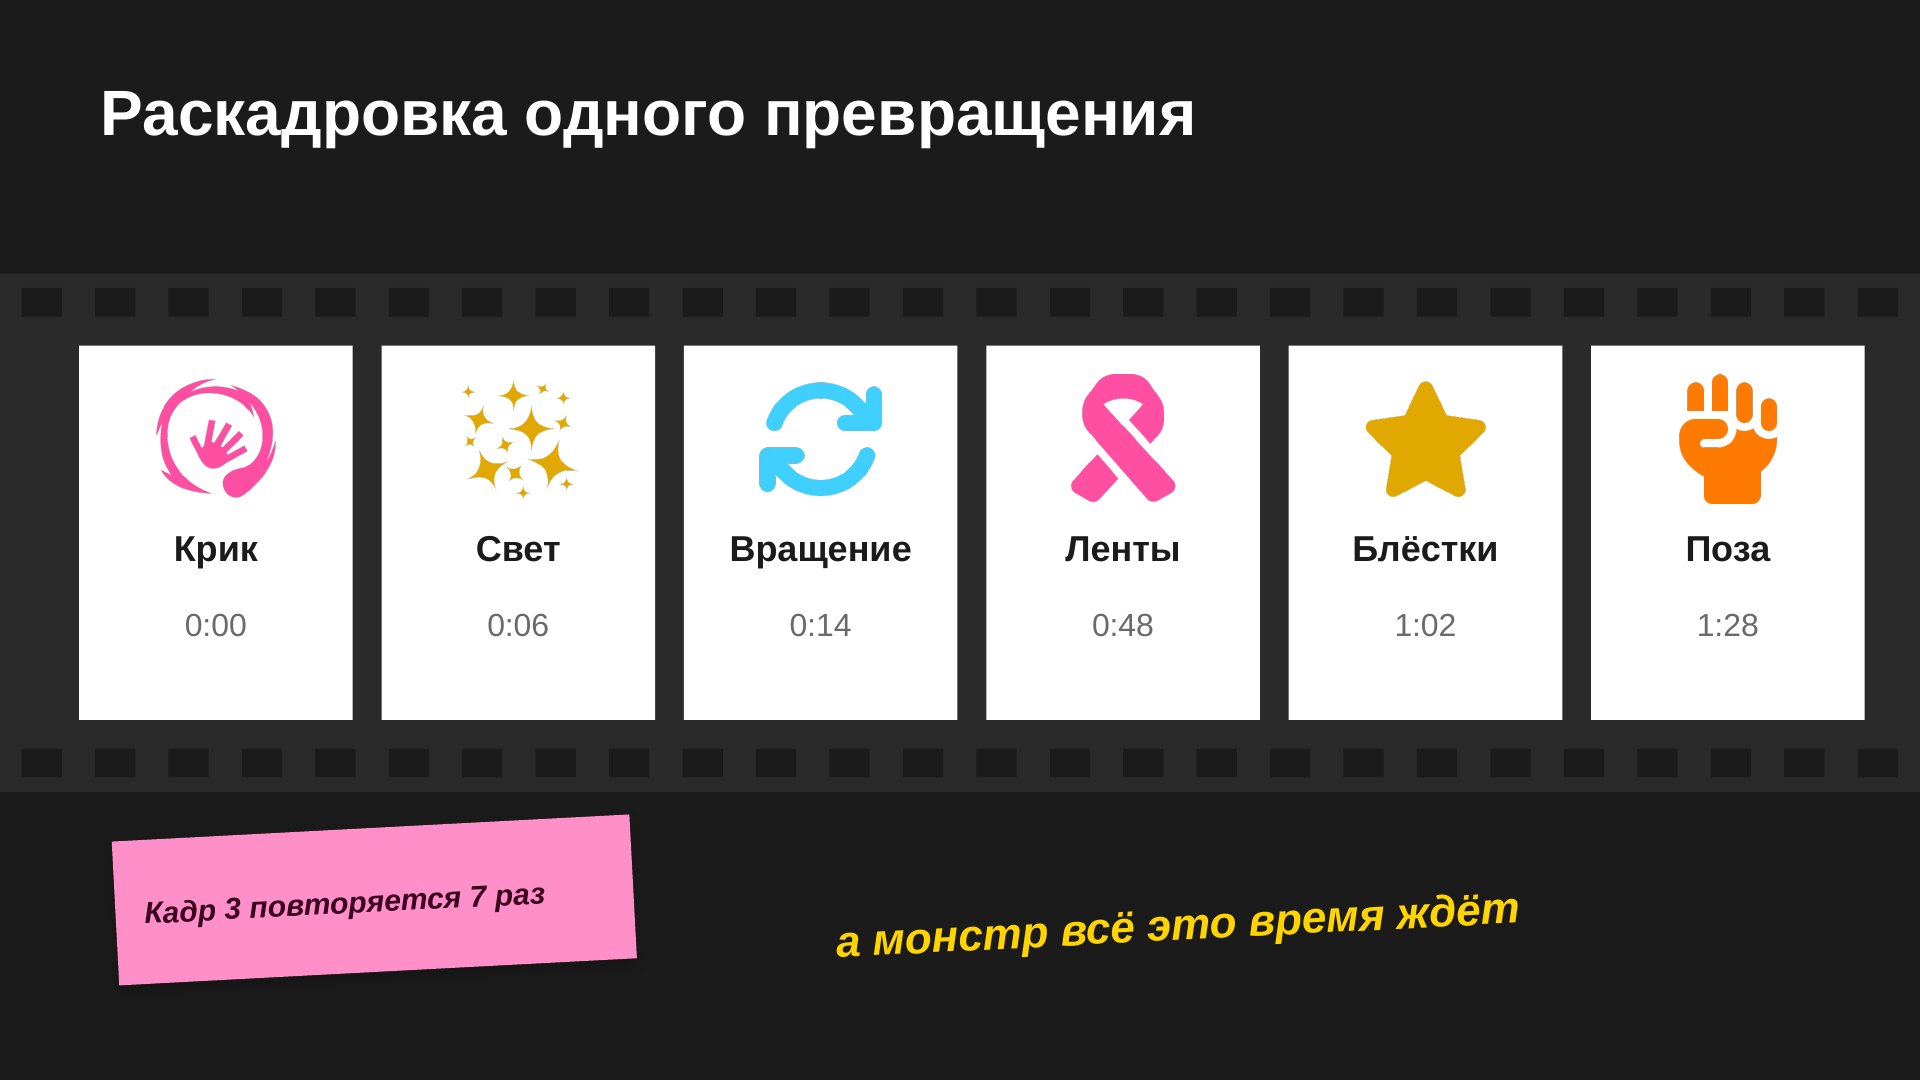 Раскадровка одного превращения
Крик
0:00
Свет
0:06
Вращение
0:14
Ленты
0:48
Блёстки
1:02
Поза
1:28
Кадр 3 повторяется 7 раз
а монстр всё это время ждёт